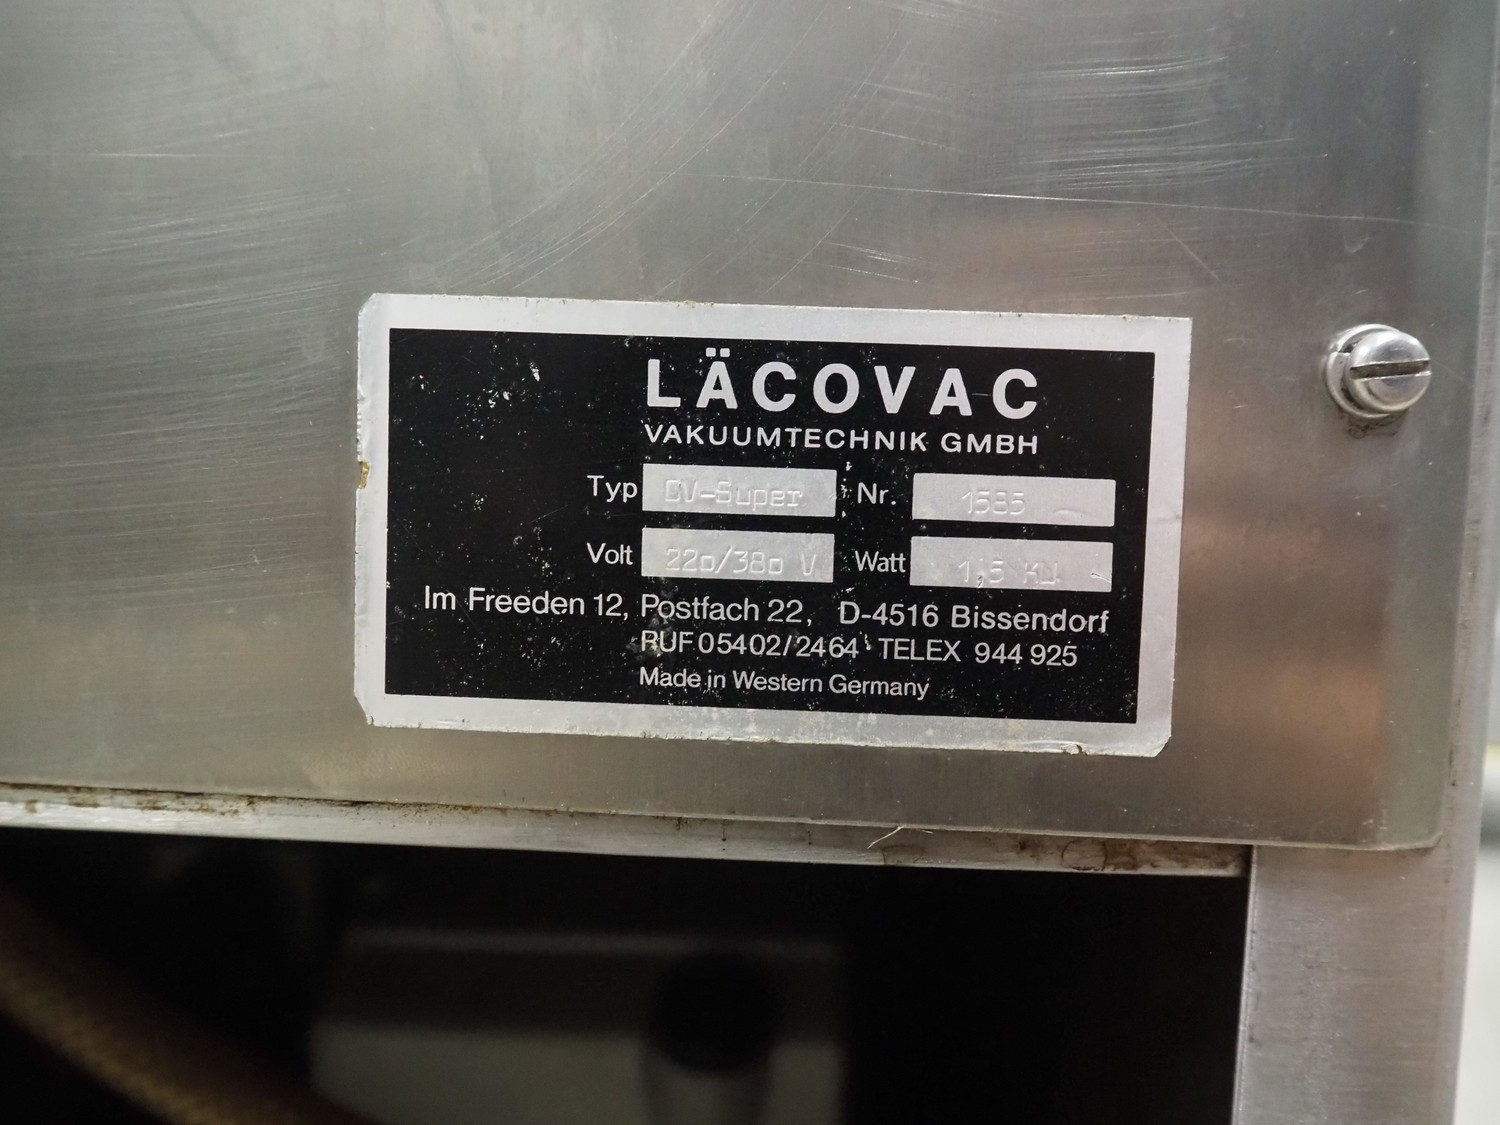 LÄCOVAC
VAKUUMTECHNIK GMBH
Typ GV-Super Nr. 1585
Volt 220/380 V Watt 1,5 KW
Im Freeden 12, Postfach 22, D-4516 Bissendorf
RUF 05402/2464 · TELEX 944 925
Made in Western Germany